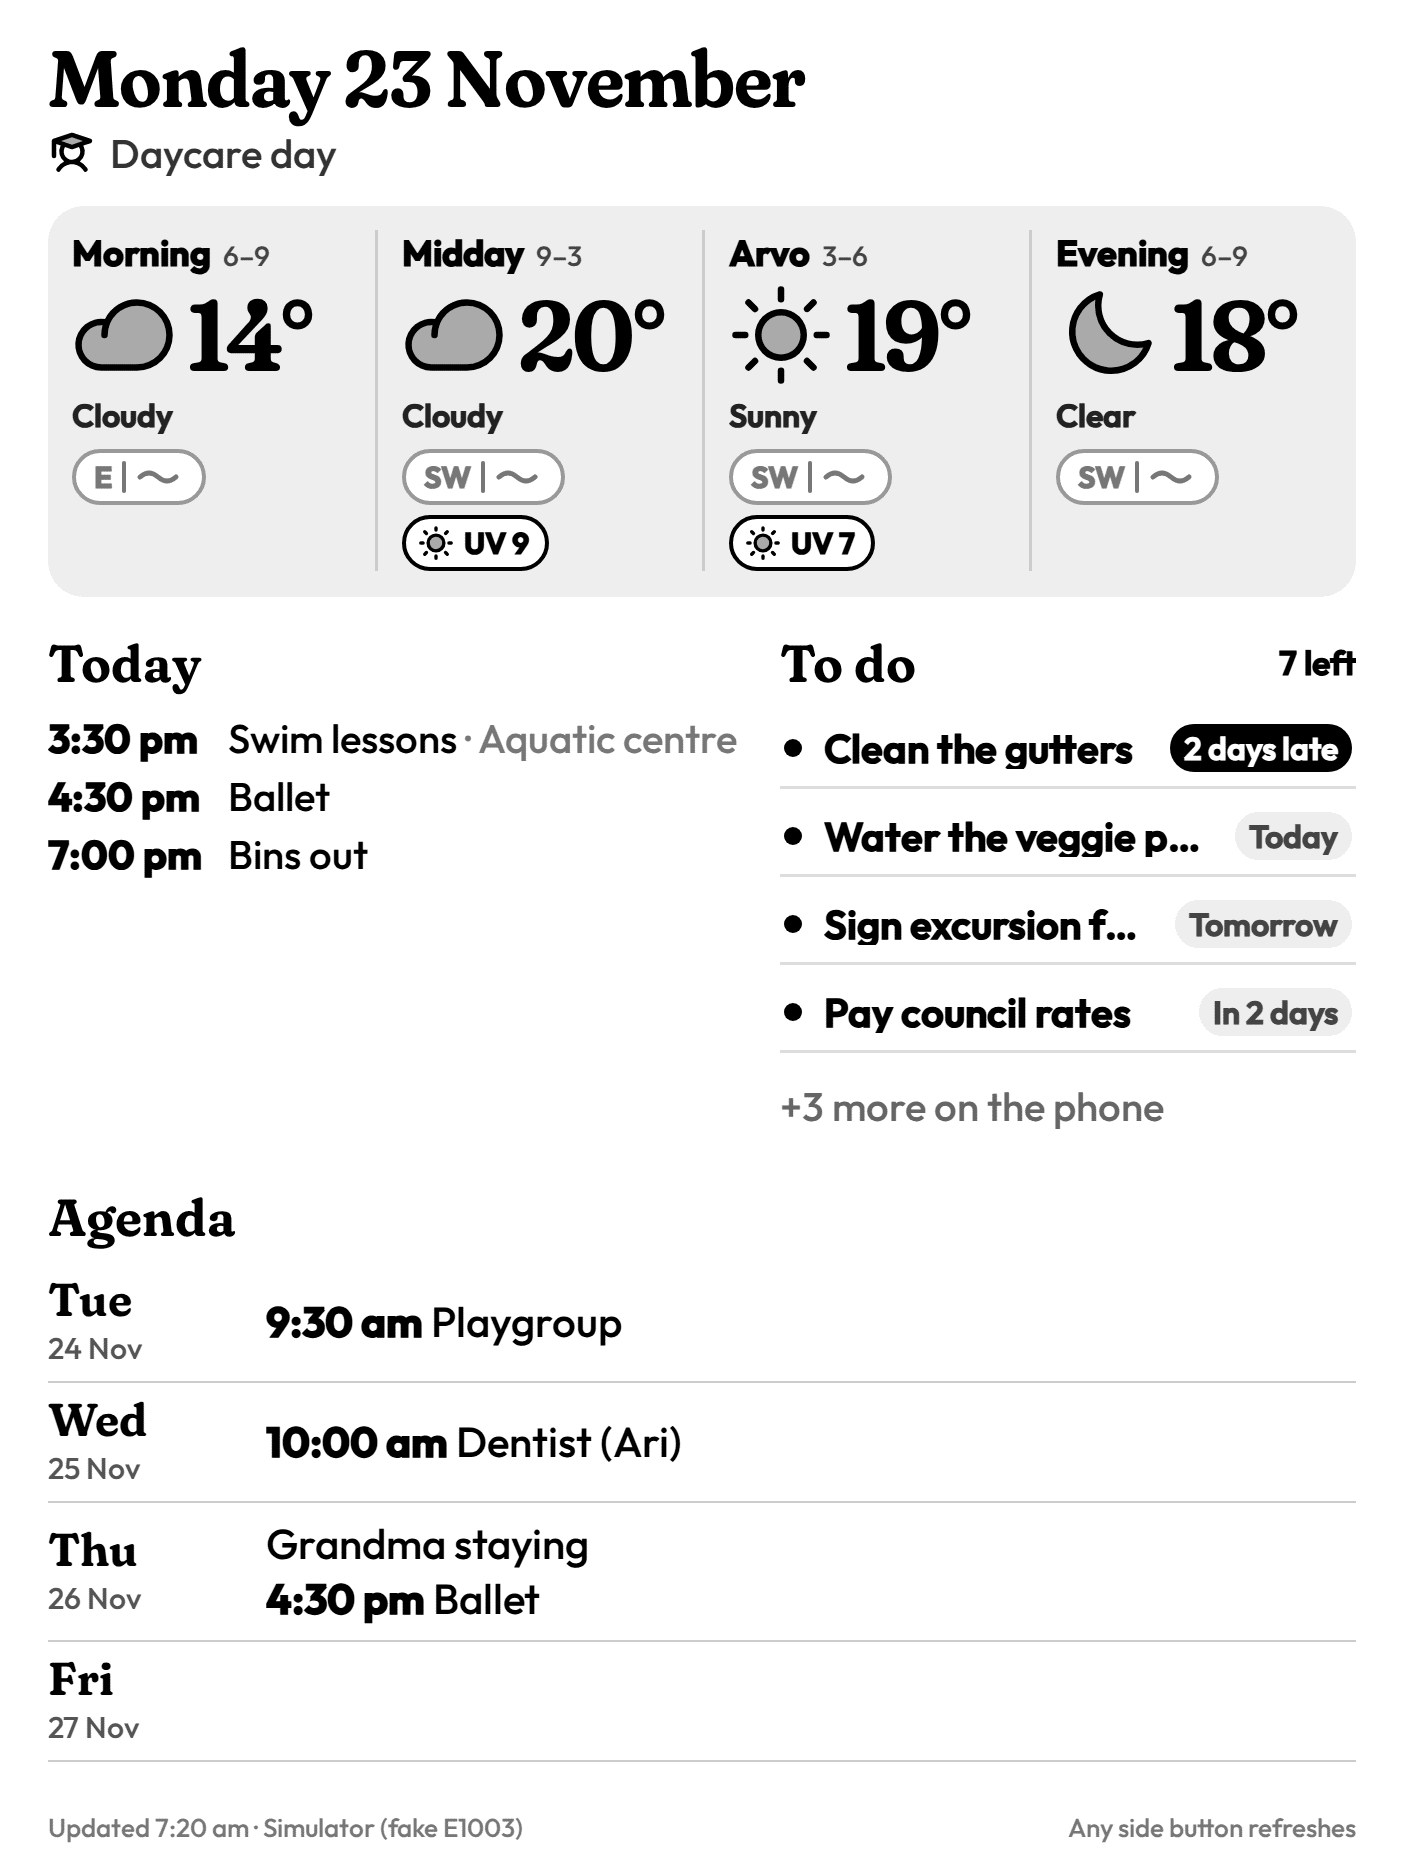 Monday 23 November
Daycare day
Morning 6–9
14°
Cloudy
E
Midday 9–3
20°
Cloudy
SW
UV 9
Arvo 3–6
19°
Sunny
SW
UV 7
Evening 6–9
18°
Clear
SW
Today
3:30 pm Swim lessons · Aquatic centre
4:30 pm Ballet
7:00 pm Bins out
To do 7 left
Clean the gutters 2 days late
Water the veggie p... Today
Sign excursion f... Tomorrow
Pay council rates In 2 days
+3 more on the phone
Agenda
Tue
24 Nov
9:30 am Playgroup
Wed
25 Nov
10:00 am Dentist (Ari)
Thu
26 Nov
Grandma staying
4:30 pm Ballet
Fri
27 Nov
Updated 7:20 am · Simulator (fake E1003) Any side button refreshes